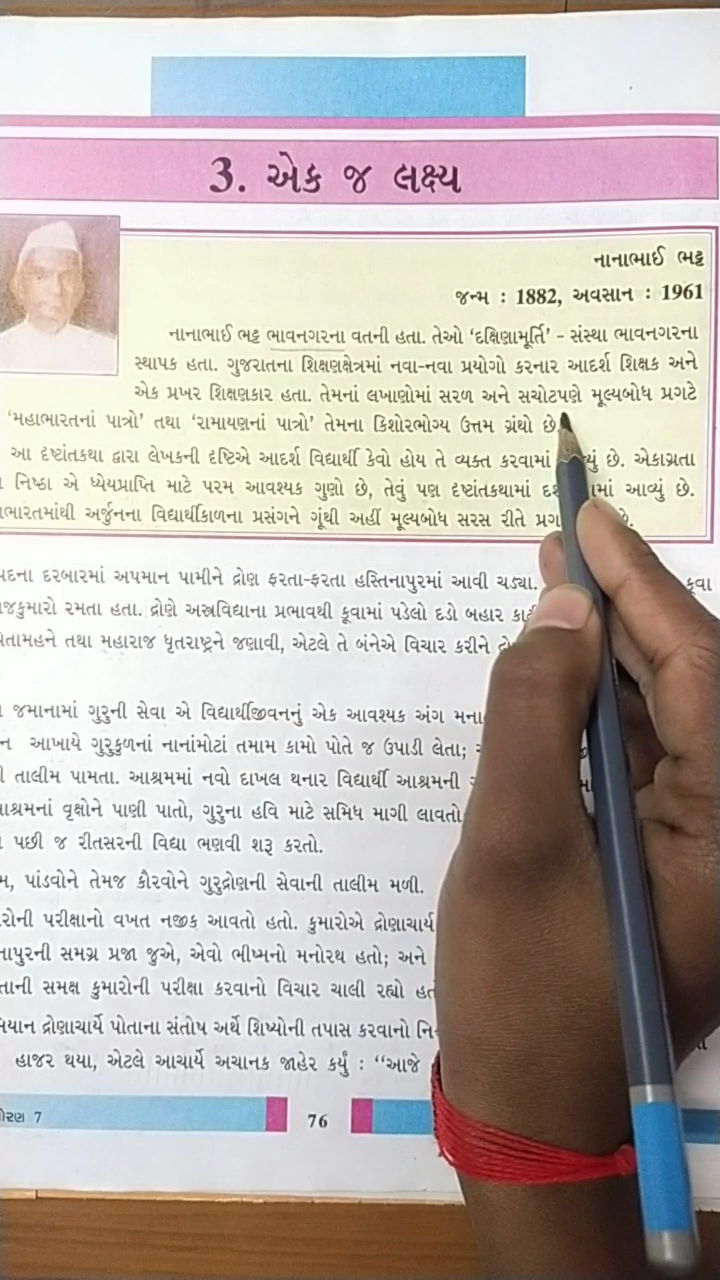 3. એક જ લક્ષ્ય
નાનાભાઈ ભટ્ટ
જન્મ : 1882, અવસાન : 1961
નાનાભાઈ ભટ્ટ ભાવનગરના વતની હતા. તેઓ ‘દક્ષિણામૂર્તિ’ – સંસ્થા ભાવનગરના
સ્થાપક હતા. ગુજરાતના શિક્ષણક્ષેત્રમાં નવા-નવા પ્રયોગો કરનાર આદર્શ શિક્ષક અને
એક પ્રખર શિક્ષણકાર હતા. તેમનાં લખાણોમાં સરળ અને સચોટપણે મૂલ્યબોધ પ્રગટે
‘મહાભારતનાં પાત્રો’ તથા ‘રામાયણનાં પાત્રો’ તેમના કિશોરભોગ્ય ઉત્તમ ગ્રંથો છે.
આ દૃષ્ટાંતકથા દ્વારા લેખકની દૃષ્ટિએ આદર્શ વિદ્યાર્થી કેવો હોય તે વ્યક્ત કરવામાં છે. એકાગ્રતા
નિષ્ઠા એ ધ્યેયપ્રાપ્તિ માટે પરમ આવશ્યક ગુણો છે, તેવું પણ દૃષ્ટાંતકથામાં આવ્યું છે.
અર્જુનના વિદ્યાર્થીકાળના પ્રસંગને ગૂંથી અહીં મૂલ્યબોધ સરસ રીતે છે.
દરબારમાં અપમાન પામીને દ્રોણ ફરતા-ફરતા હસ્તિનાપુરમાં આવી ચડ્યા. કૂવા
રમતા હતા. દ્રોણે અસ્ત્રવિદ્યાના પ્રભાવથી કૂવામાં પડેલો દડો બહાર
તથા મહારાજ ધૃતરાષ્ટ્રને જણાવી, એટલે તે બંનેએ વિચાર કરીને
જમાનામાં ગુરુની સેવા એ વિદ્યાર્થીજીવનનું એક આવશ્યક અંગ
આખાયે ગુરુકુળનાં નાનાંમોટાં તમામ કામો પોતે જ ઉપાડી લેતા;
તાલીમ પામતા. આશ્રમમાં નવો દાખલ થનાર વિદ્યાર્થી આશ્રમની
આશ્રમનાં વૃક્ષોને પાણી પાતો, ગુરુના હવિ માટે સમિધ માગી લાવતો
પછી જ રીતસરની વિદ્યા ભણવી શરૂ કરતો.
પાંડવોને તેમજ કૌરવોને ગુરુદ્રોણની સેવાની તાલીમ મળી.
પરીક્ષાનો વખત નજીક આવતો હતો. કુમારોએ દ્રોણાચાર્ય
સમગ્ર પ્રજા જુએ, એવો ભીષ્મનો મનોરથ હતો; અને
સમક્ષ કુમારોની પરીક્ષા કરવાનો વિચાર ચાલી રહ્યો
દ્રોણાચાર્યે પોતાના સંતોષ અર્થે શિષ્યોની તપાસ કરવાનો
હાજર થયા, એટલે આચાર્યે અચાનક જાહેર કર્યું : “આજે
7
76